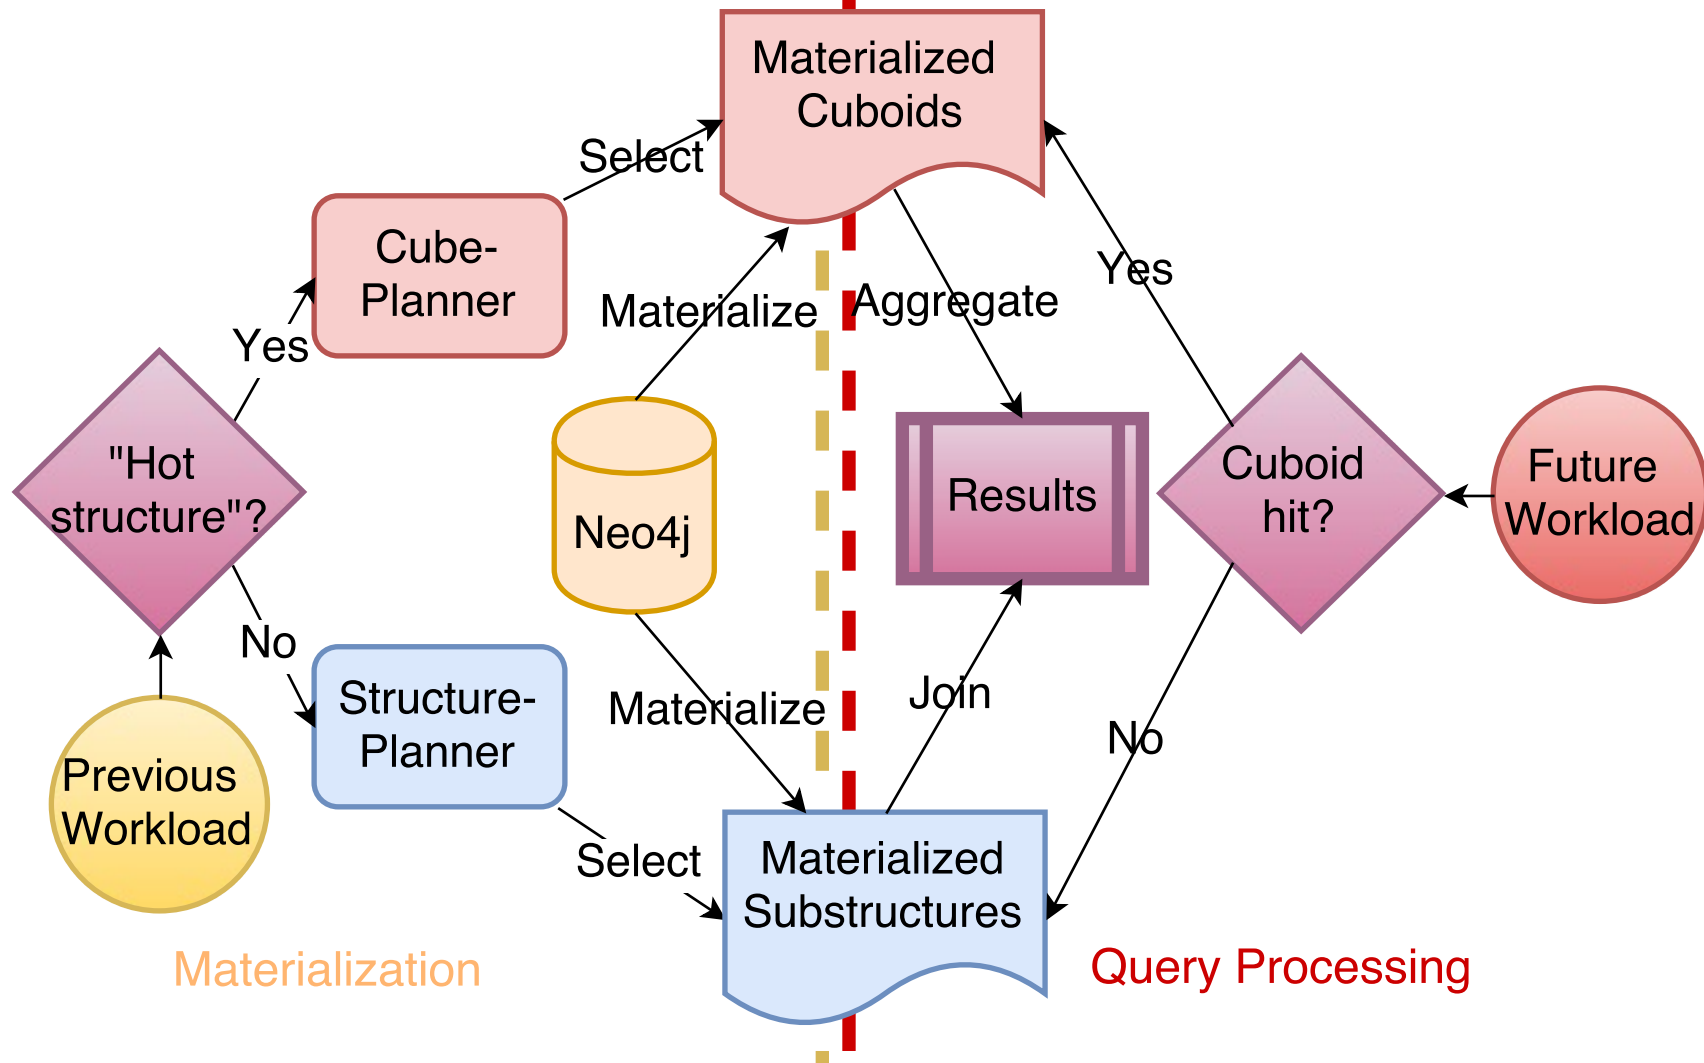 Materialized
Cuboids
Select
Cube-
Planner
Yes
Materialize
Aggregate
Yes
"Hot
structure"?
Neo4j
Results
Cuboid
hit?
Future
Workload
No
Structure-
Planner
Materialize
Join
No
Previous
Workload
Select
Materialized
Substructures
Materialization
Query Processing